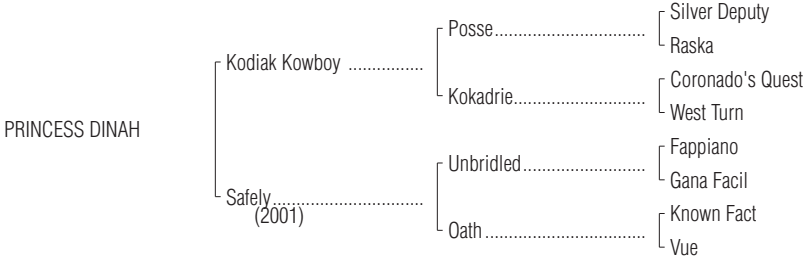 Silver Deputy
Posse..............................
Raska
Kodiak Kowboy ................
Coronado's Quest
Kokadrie............................
West Turn
PRINCESS DINAH
Fappiano
Unbridled..........................
Gana Facil
Safely................................
(2001)
Known Fact
Oath ..................................
Vue